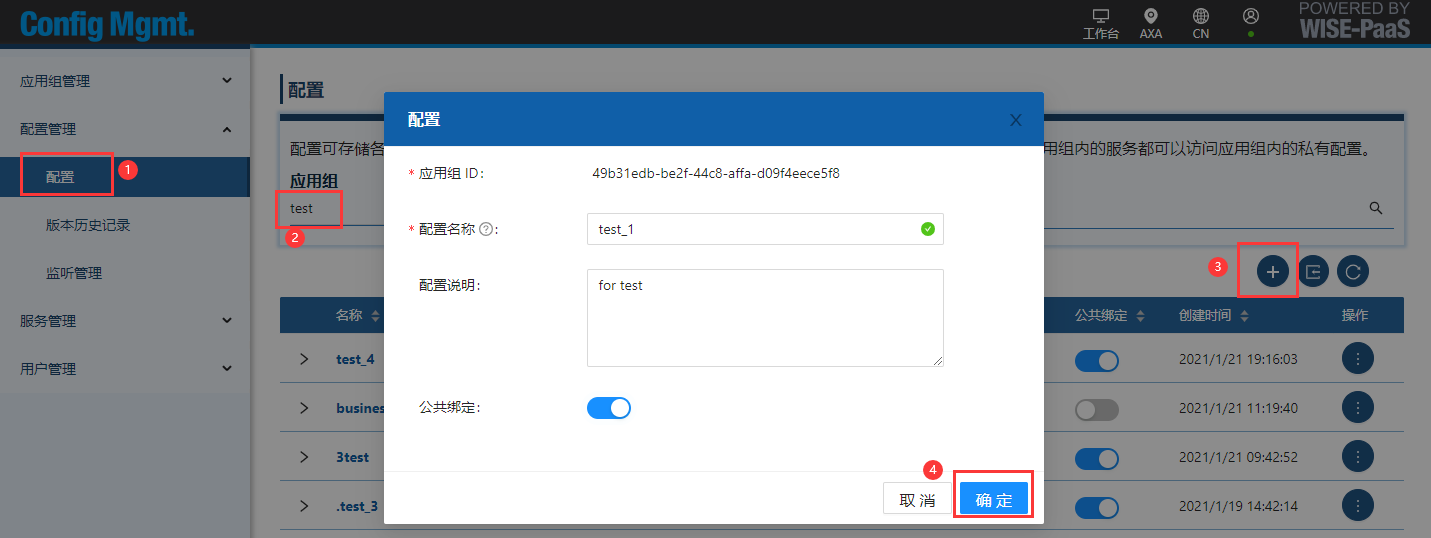 Config Mgmt.
工作台
AXA
CN
POWERED BY
WISE-PaaS
应用组管理
配置管理
配置
1
版本历史记录
监听管理
服务管理
用户管理
配置
配置可存储各
用组内的服务都可以访问应用组内的私有配置。
应用组
test
2
3
名称
公共绑定
创建时间
操作
test_4
2021/1/21 19:16:03
busines
2021/1/21 11:19:40
3test
2021/1/21 09:42:52
.test_3
2021/1/19 14:42:14
配置
* 应用组 ID:
49b31edb-be2f-44c8-affa-d09f4eece5f8
* 配置名称 ? :
test_1
配置说明:
for test
公共绑定:
4
取 消
确 定